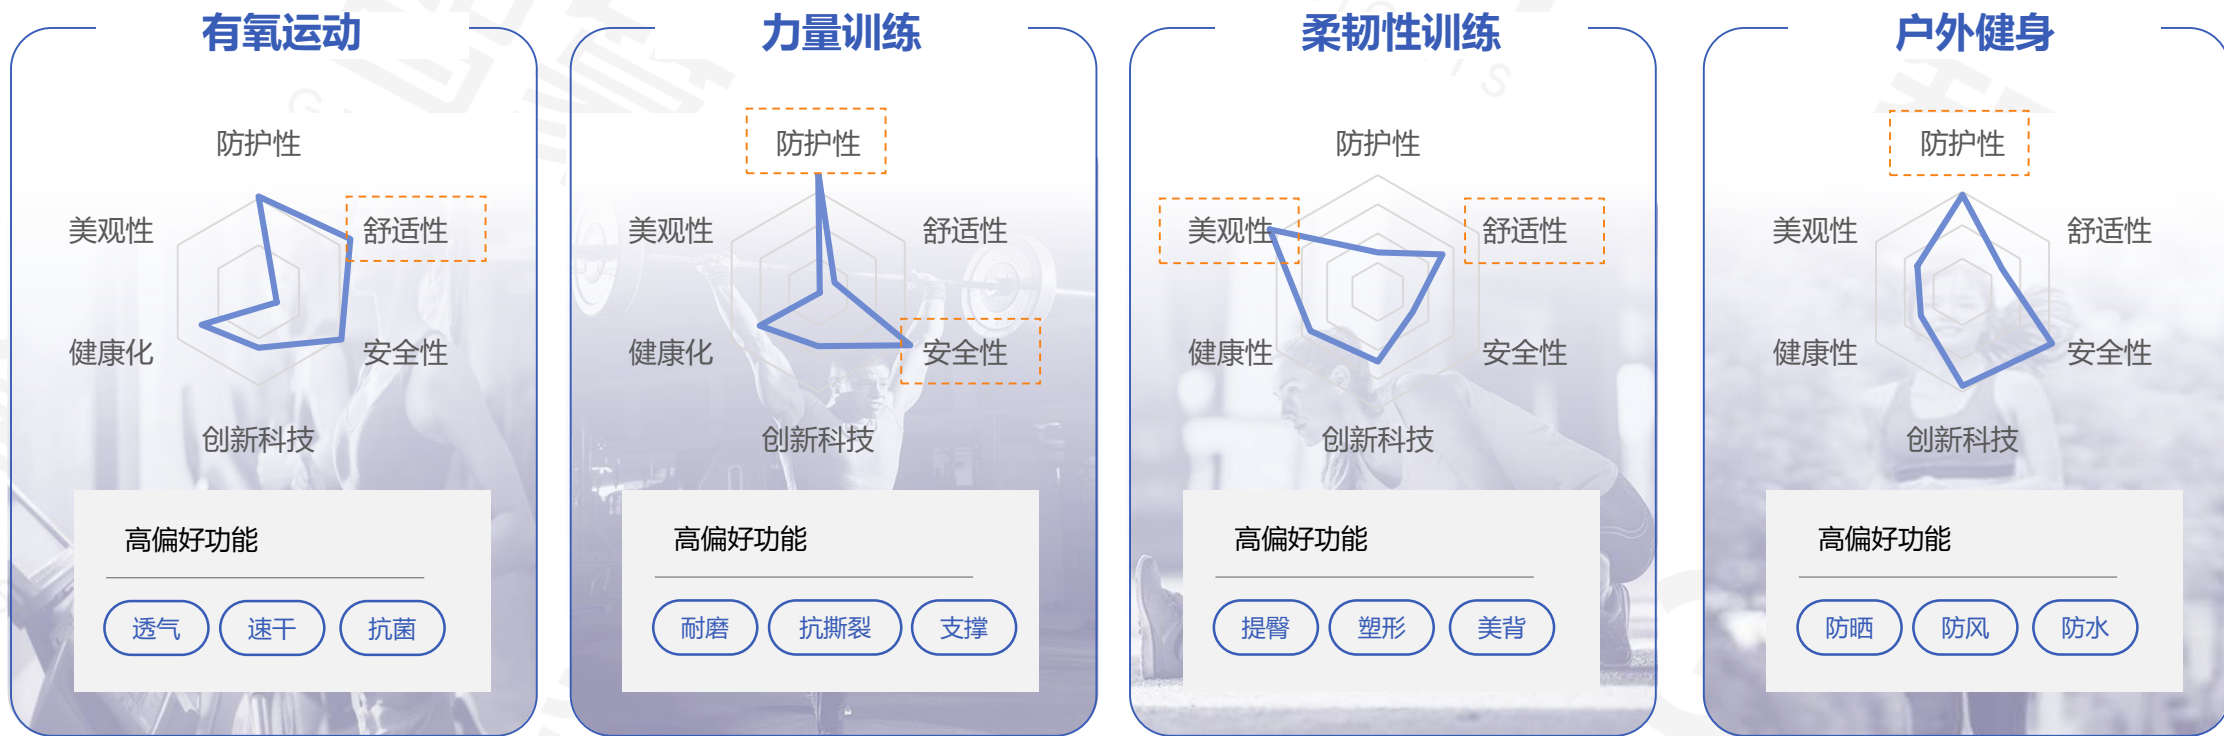 有氧运动
防护性
美观性
舒适性
健康化
安全性
创新科技
高偏好功能
透气
速干
抗菌
力量训练
防护性
美观性
舒适性
健康化
安全性
创新科技
高偏好功能
耐磨
抗撕裂
支撑
柔韧性训练
防护性
美观性
舒适性
健康性
安全性
创新科技
高偏好功能
提臀
塑形
美背
户外健身
防护性
美观性
舒适性
健康性
安全性
创新科技
高偏好功能
防晒
防风
防水